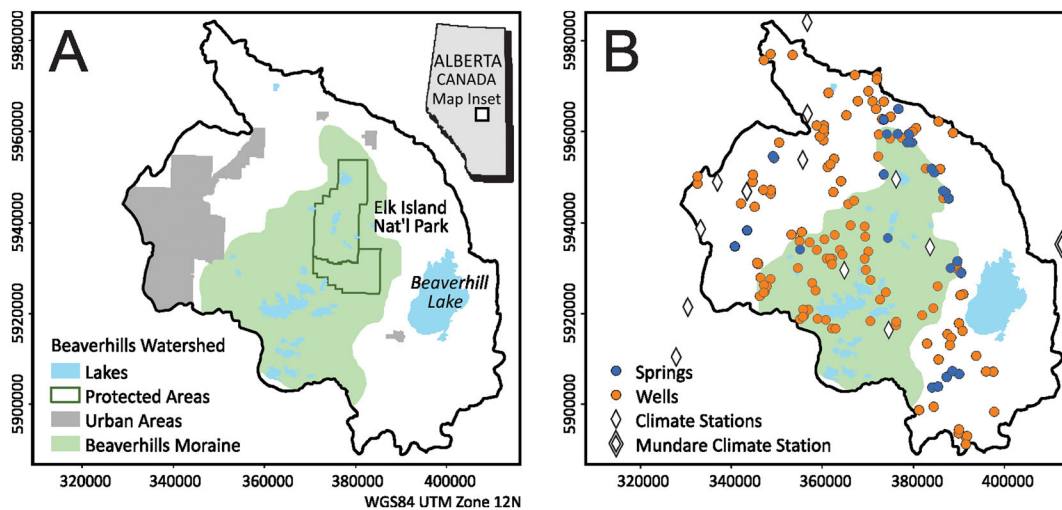 A
ALBERTA
CANADA
Map Inset
Elk Island
Nat'l Park
Beaverhill
Lake
Beaverhills Watershed
Lakes
Protected Areas
Urban Areas
Beaverhills Moraine
5980000
5960000
5940000
5920000
5900000
320000 340000 360000 380000 400000
WGS84 UTM Zone 12N
B
Springs
Wells
Climate Stations
Mundare Climate Station
5980000
5960000
5940000
5920000
5900000
320000 340000 360000 380000 400000